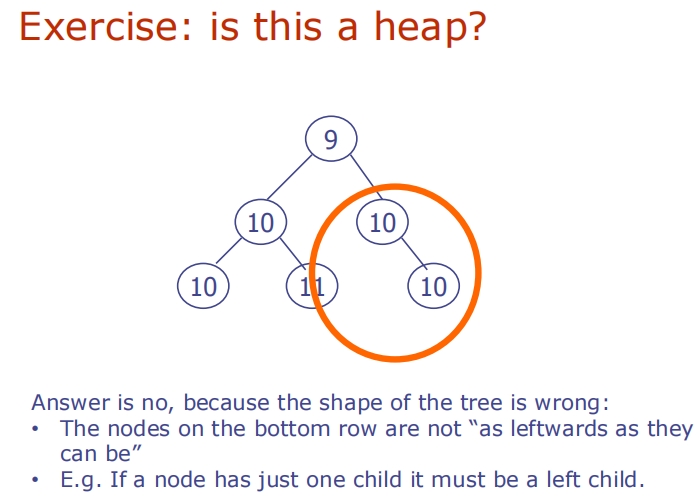 Exercise: is this a heap?
9
10 10
10 11 10
Answer is no, because the shape of the tree is wrong:
• The nodes on the bottom row are not “as leftwards as they
can be”
• E.g. If a node has just one child it must be a left child.